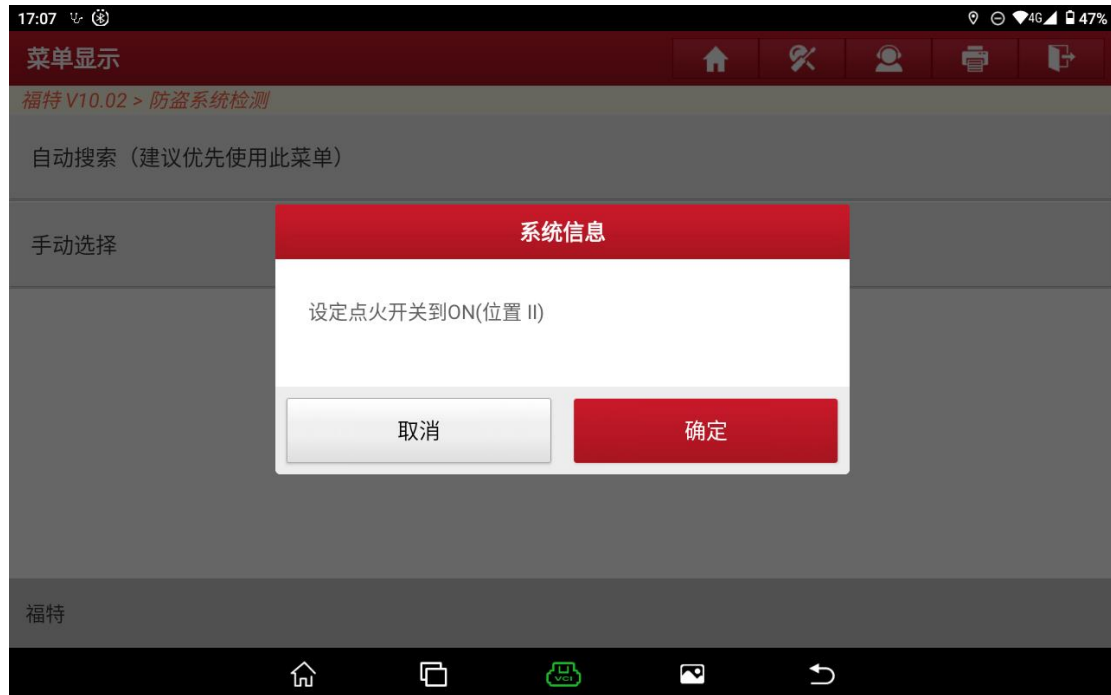 17:07
4G
47%
菜单显示
福特 V10.02 > 防盗系统检测
自动搜索（建议优先使用此菜单）
手动选择
系统信息
设定点火开关到ON(位置 II)
取消
确定
福特
VCI